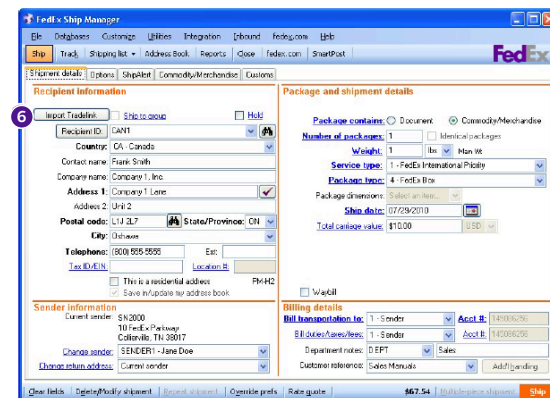 FedEx Ship Manager
File Databases Customize Utilities Integration Inbound fedex.com Help
Ship Track Shipping list Address Book Reports Close fedex.com SmartPost FedEx
Shipment details Options ShipAlert Commodity/Merchandise Customs
Recipient information
6
Import Tradelink Ship to group Hold
Recipient ID: CAN1
Country: CA - Canada
Contact name: Frank Smith
Company name: Company 1, Inc.
Address 1: Company 1 Lane
Address 2: Unit 2
Postal code: L1J 2L7 State/Province: ON
City: Oshawa
Telephone: (800) 555-5555 Ext:
Tax ID/EIN: Location #:
This is a residential address PM-H2
Save in/update my address book
Sender information
Current sender: SN2000
10 FedEx Parkway
Collierville, TN 38017
Change sender: SENDER1 - Jane Doe
Change return address: Current sender
Package and shipment details
Package contains: Document Commodity/Merchandise
Number of packages: 1 Identical packages
Weight: 1 lbs Man Wt
Service type: 1 - FedEx International Priority
Package type: 4 - FedEx Box
Package dimensions: Select an item...
Ship date: 07/29/2010
Total carriage value: $10.00 USD
Waybill
Billing details
Bill transportation to: 1 - Sender Acct #:
Bill duties/taxes/fees: 1 - Sender Acct #:
Department notes: DEPT Sales
Customer reference: Sales Manuals Add'l handling
Clear fields Delete/Modify shipment Repeat shipment Override prefs Rate quote $67.54 Multiple-piece shipment Ship